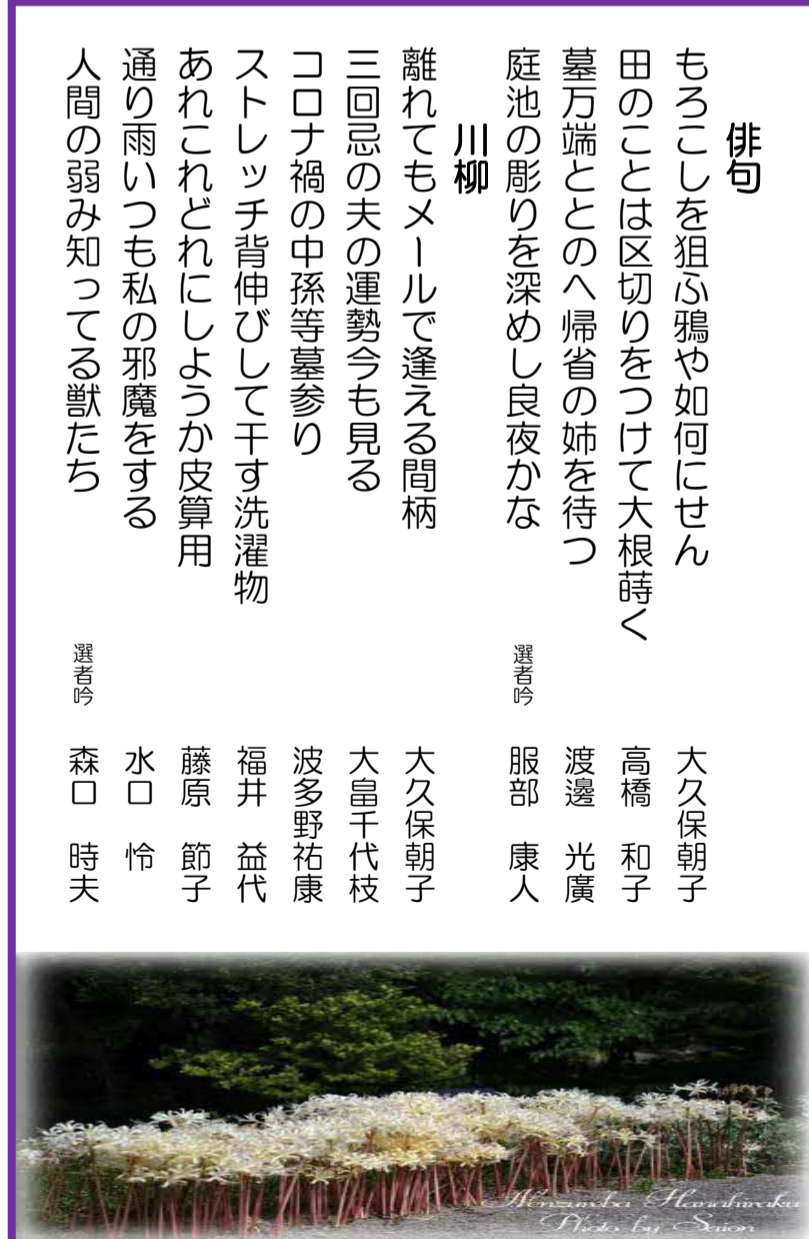 俳句
もろこしを狙ふ鴉や如何にせん 大久保朝子
田のことは区切りをつけて大根蒔く 高橋 和子
墓万端ととのへ帰省の姉を待つ 渡邊 光廣
庭池の彫りを深めし良夜かな 選者吟 服部 康人
川柳
離れてもメールで逢える間柄 大久保朝子
三回忌の夫の運勢今も見る 大畠千代枝
コロナ禍の中孫等墓参り 波多野祐康
ストレッチ背伸びして干す洗濯物 福井 益代
あれこれどれにしようか皮算用 藤原 節子
通り雨いつも私の邪魔をする 水口 怜
人間の弱み知ってる獣たち 選者吟 森口 時夫
Hanahiraku
Photo by Saion